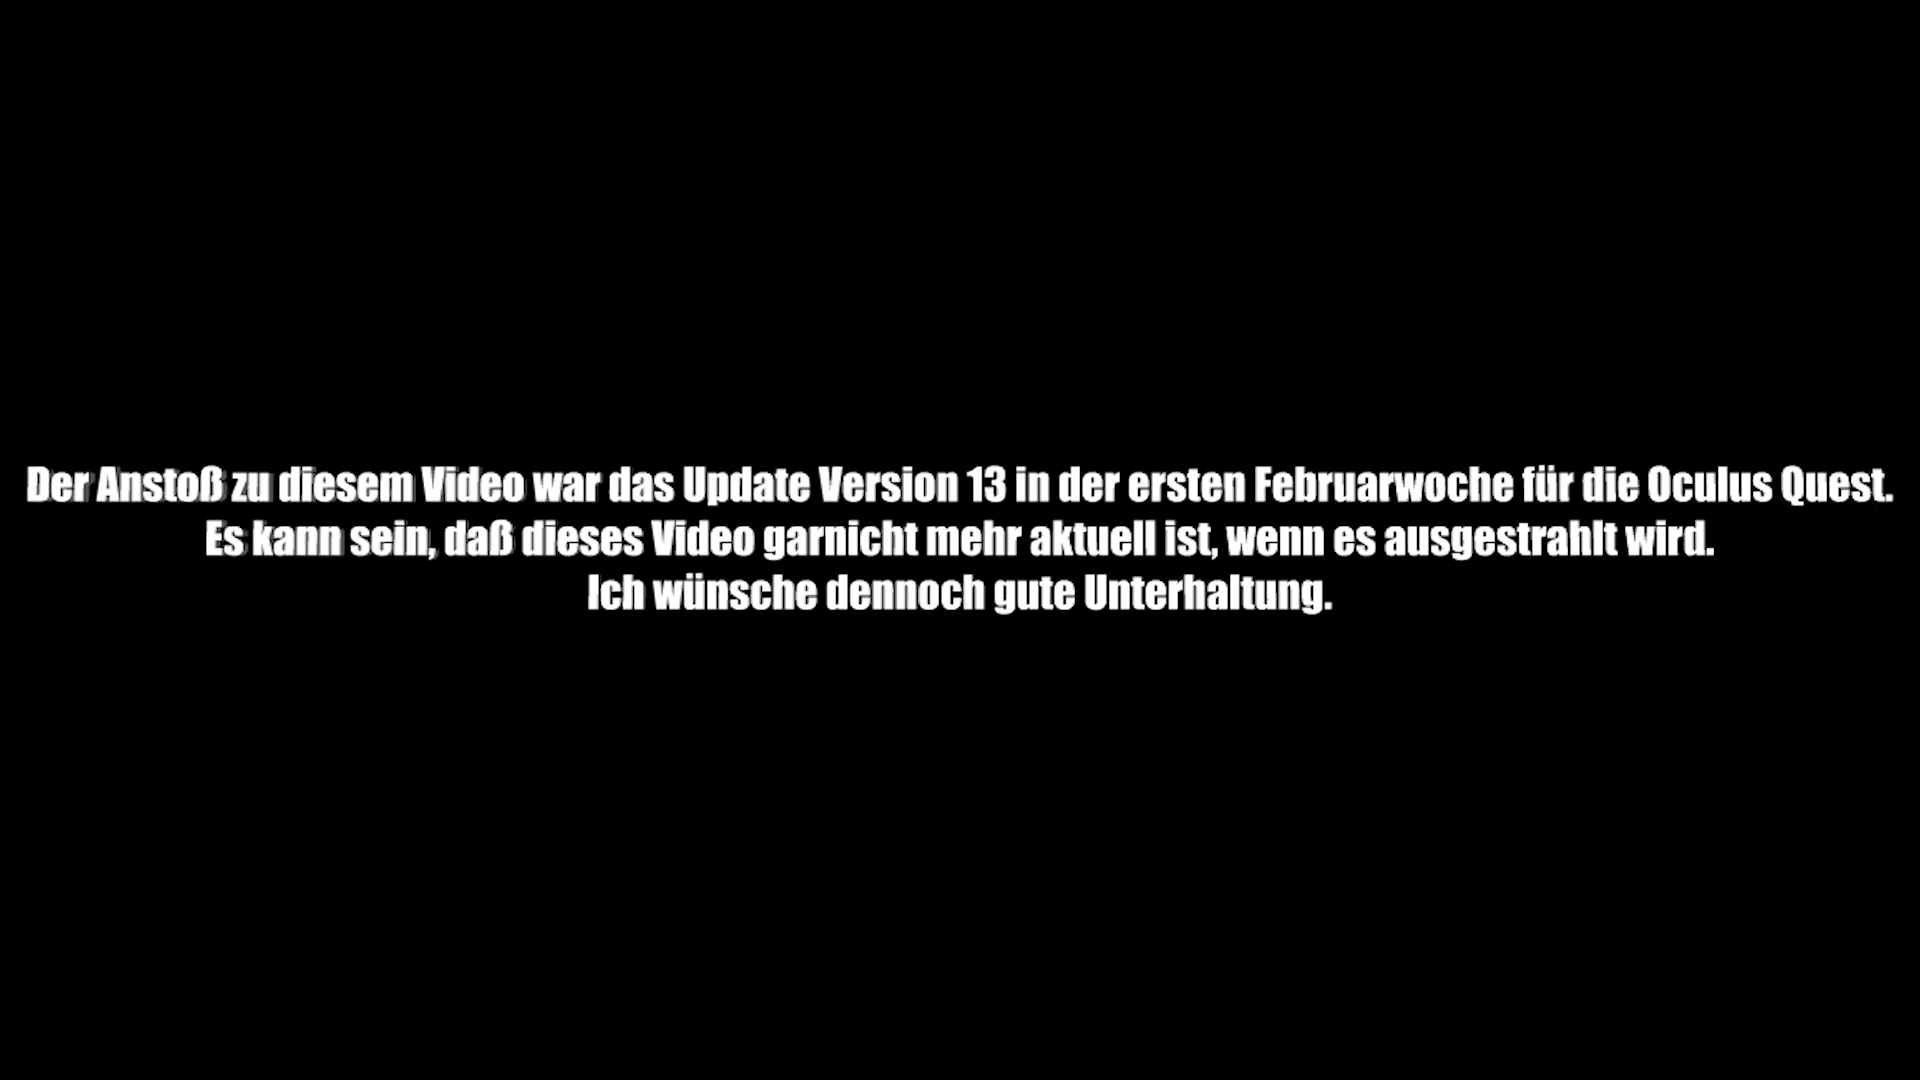 Der Anstoß zu diesem Video war das Update Version 13 in der ersten Februarwoche für die Oculus Quest.
Es kann sein, daß dieses Video garnicht mehr aktuell ist, wenn es ausgestrahlt wird.
Ich wünsche dennoch gute Unterhaltung.